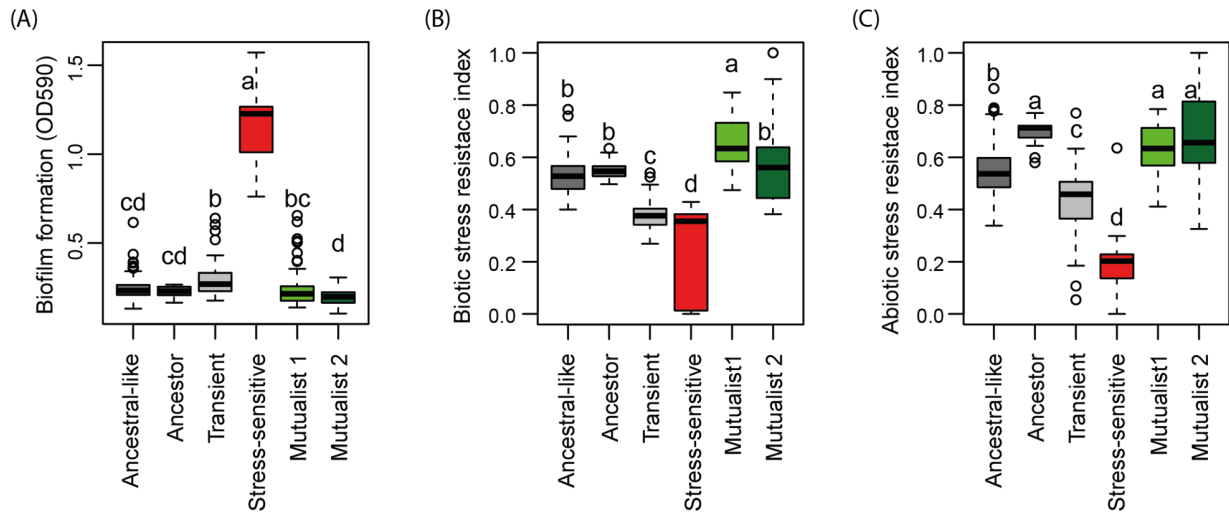 (A)
Biofilm formation (OD590)
1.5
1.0
0.5
cd
cd
b
a
bc
d
Ancestral-like
Ancestor
Transient
Stress-sensitive
Mutualist 1
Mutualist 2
(B)
Biotic stress resistace index
1.0
0.8
0.6
0.4
0.2
0.0
b
b
c
d
a
b
Ancestral-like
Ancestor
Transient
Stress-sensitive
Mutualist1
Mutualist 2
(C)
Abiotic stress resistace index
1.0
0.8
0.6
0.4
0.2
0.0
b
a
c
d
a
a
Ancestral-like
Ancestor
Transient
Stress-sensitive
Mutualist1
Mutualist 2